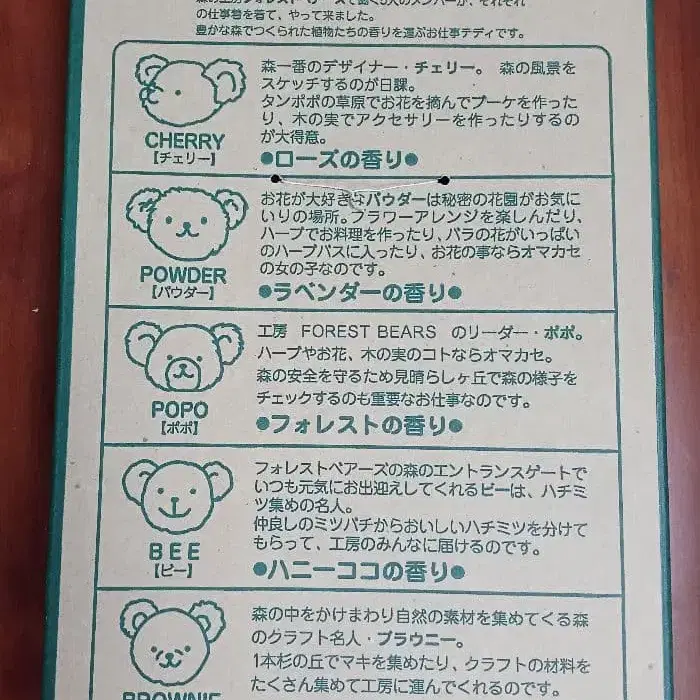 の仕事着を着て、やって来ました。
豊かな森でつくられた植物たちの香りを運ぶお仕事テディです。
森一番のデザイナー・チェリー。 森の風景を
スケッチするのが日課。
タンポポの草原でお花を摘んでブーケを作った
り、木の実でアクセサリーを作ったりするの
が大得意。
CHERRY
【チェリー】
●ローズの香り●
お花が大好きなパウダーは秘密の花園がお気に
いりの場所。フラワーアレンジを楽しんだり、
ハーブでお料理を作ったり、バラの花がいっぱい
のハーブバスに入ったり、お花の事ならオマカセ
の女の子なのです。
POWDER
【パウダー】
●ラベンダーの香り●
工房 FOREST BEARS のリーダー・ポポ。
ハーブやお花、木の実のコトならオマカセ。
森の安全を守るため見晴らしヶ丘で森の様子を
チェックするのも重要なお仕事なのです。
POPO
【ポポ】
●フォレストの香り●
フォレストベアーズの森のエントランスゲートで
いつも元気にお出迎えしてくれるビーは、ハチミ
ツ集めの名人。
仲良しのミツバチからおいしいハチミツを分けて
もらって、工房のみんなに届けるのです。
BEE
【ビー】
●ハニーココの香り●
森の中をかけまわり自然の素材を集めてくる森
のクラフト名人・ブラウニー。
1本杉の丘でマキを集めたり、クラフトの材料を
たくさん集めて工房に運んでくれるのです。
BROWNIE